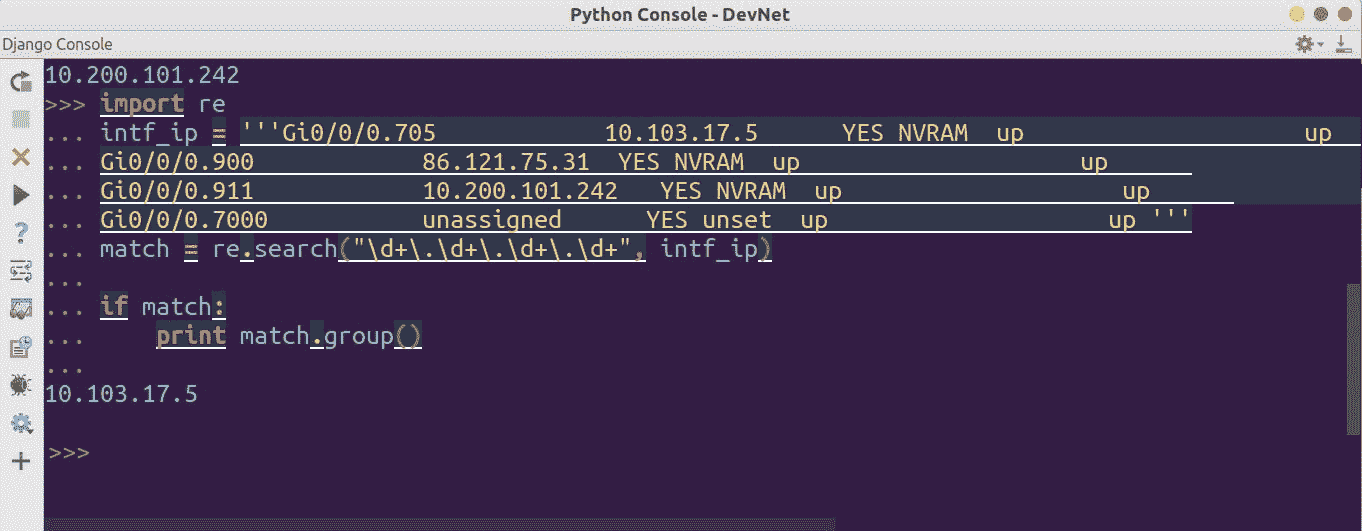 Python Console - DevNet
Django Console
10.200.101.242
>>> import re
... intf_ip = '''Gi0/0/0.705            10.103.17.5      YES NVRAM  up                    up
... Gi0/0/0.900            86.121.75.31  YES NVRAM  up                    up
... Gi0/0/0.911            10.200.101.242   YES NVRAM  up                    up
... Gi0/0/0.7000           unassigned      YES unset  up                    up '''
... match = re.search("\d+\.\d+\.\d+\.\d+", intf_ip)
...
... if match:
...     print match.group()
...
10.103.17.5
>>>